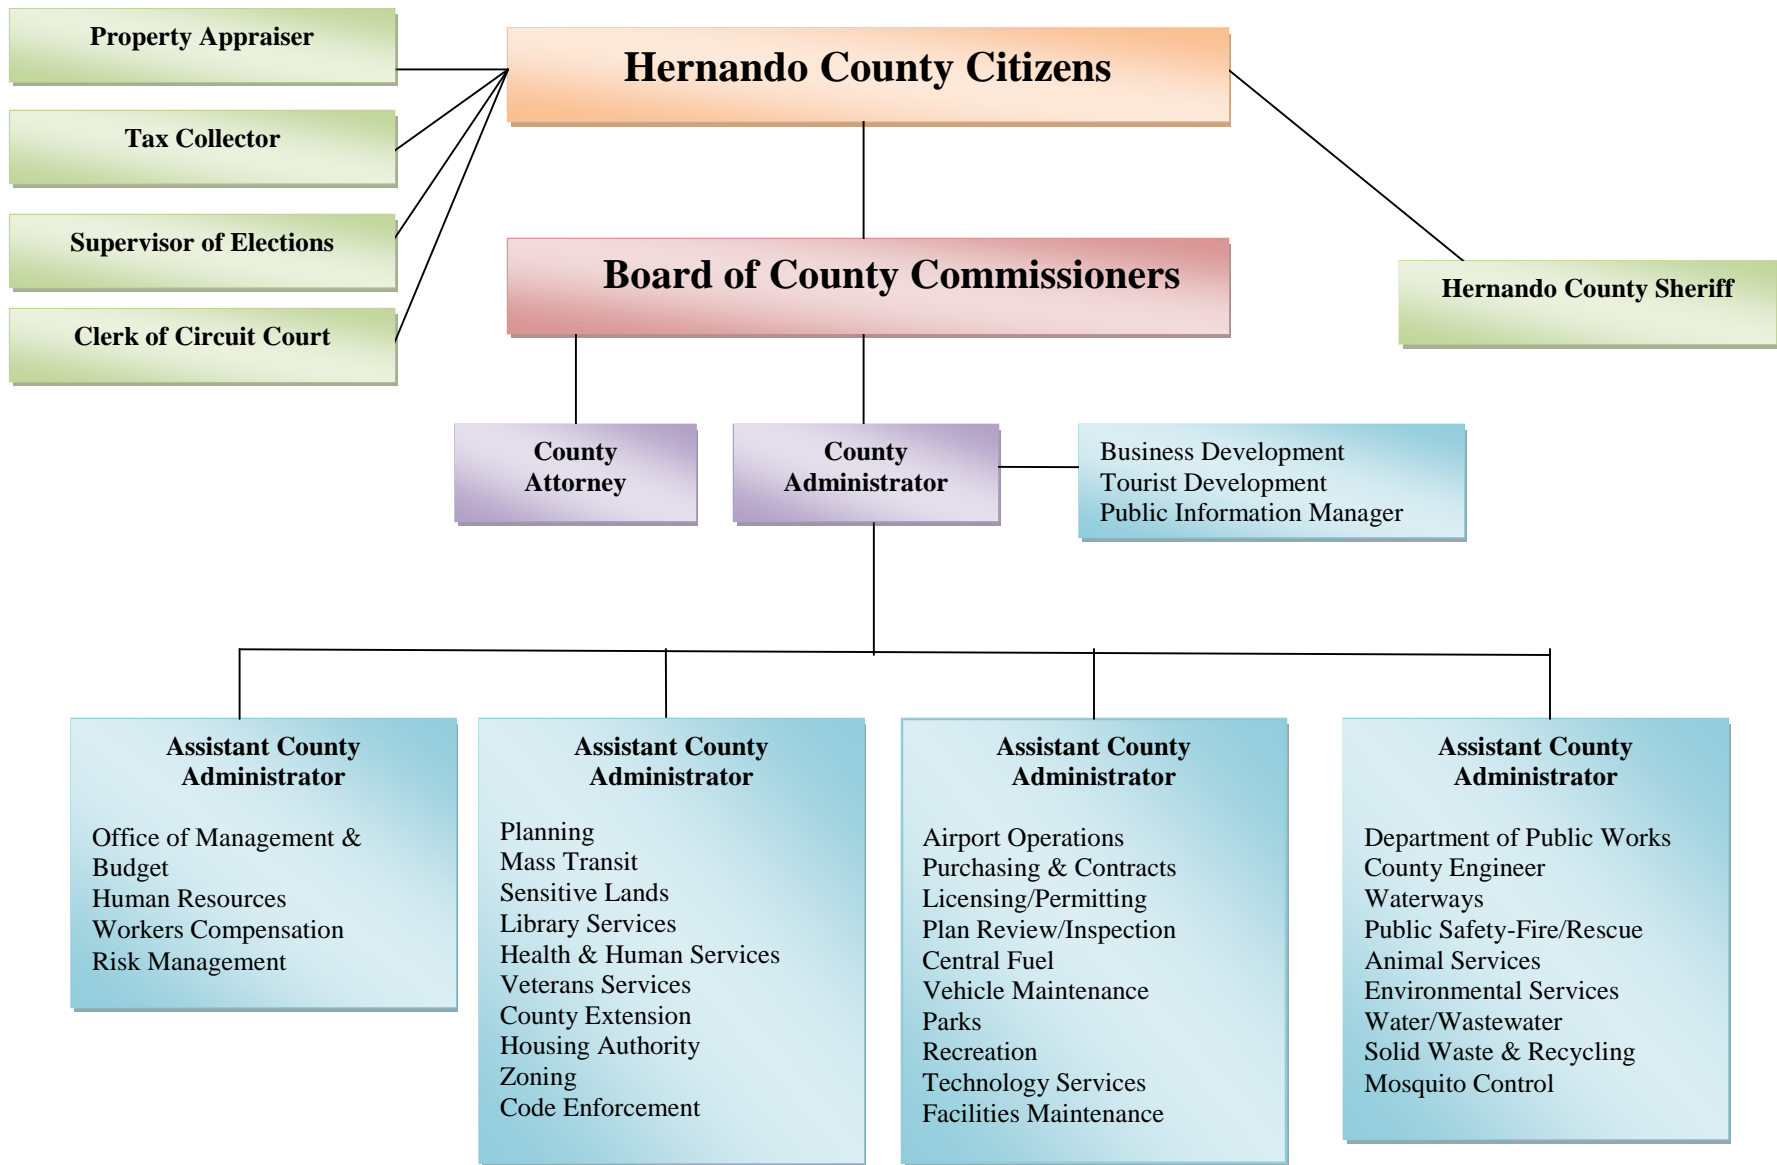 Property Appraiser
Hernando County Citizens
Tax Collector
Supervisor of Elections
Clerk of Circuit Court
Board of County Commissioners
Hernando County Sheriff
County
Attorney
County
Administrator
Business Development
Tourist Development
Public Information Manager
Assistant County
Administrator
Office of Management &
Budget
Human Resources
Workers Compensation
Risk Management
Assistant County
Administrator
Planning
Mass Transit
Sensitive Lands
Library Services
Health & Human Services
Veterans Services
County Extension
Housing Authority
Zoning
Code Enforcement
Assistant County
Administrator
Airport Operations
Purchasing & Contracts
Licensing/Permitting
Plan Review/Inspection
Central Fuel
Vehicle Maintenance
Parks
Recreation
Technology Services
Facilities Maintenance
Assistant County
Administrator
Department of Public Works
County Engineer
Waterways
Public Safety-Fire/Rescue
Animal Services
Environmental Services
Water/Wastewater
Solid Waste & Recycling
Mosquito Control